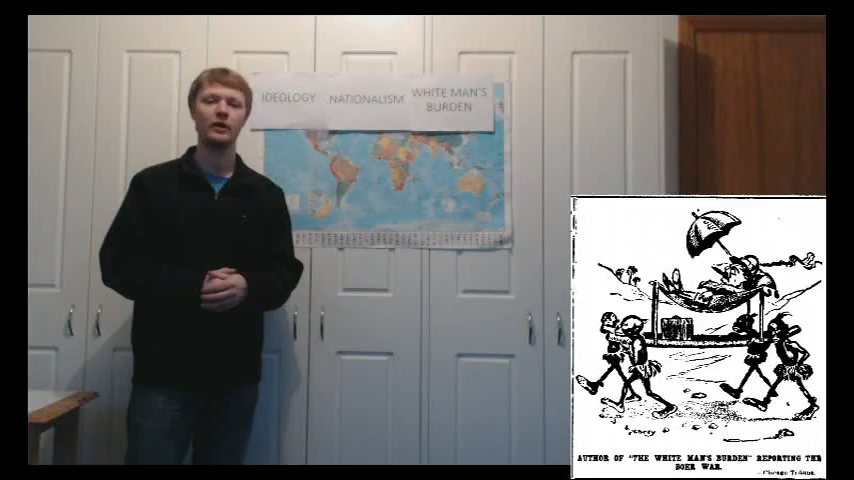 IDEOLOGY
NATIONALISM
WHITE MAN'S
BURDEN
AUTHOR OF "THE WHITE MAN'S BURDEN" REPORTING THE
BOER WAR.
– Chicago Tribune.